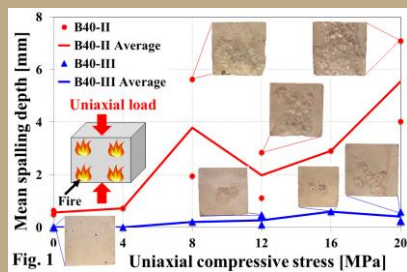 Mean spalling depth [mm]
8
6
4
2
0
B40-II
B40-II Average
B40-III
B40-III Average
Uniaxial load
Fire
0
4
8
12
16
20
Fig. 1
Uniaxial compressive stress [MPa]